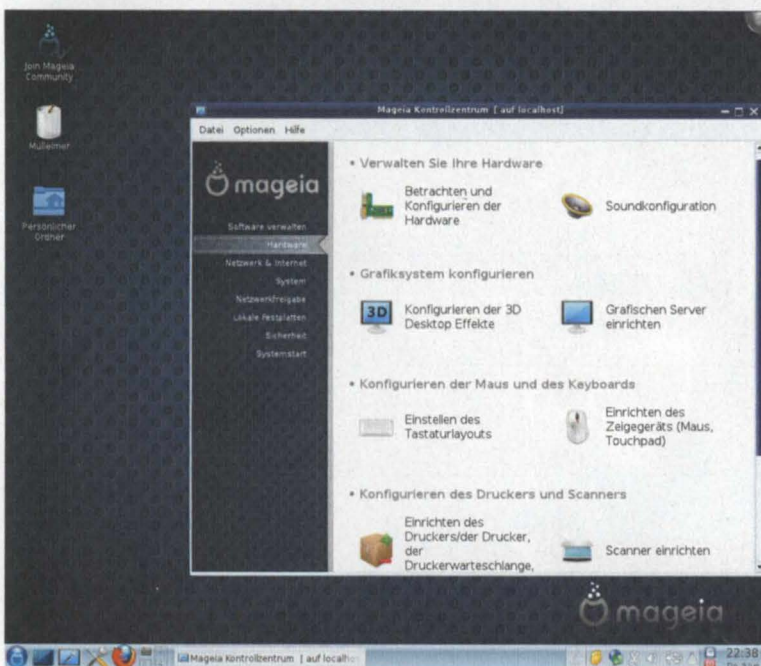 Join Mageia
Community
Mülleimer
Persönlicher
Ordner
Mageia Kontrollzentrum [ auf localhost]
Datei Optionen Hilfe
mageia
Software verwalten
Hardware
Netzwerk & Internet
System
Netzwerkfreigabe
Lokale Festplatten
Sicherheit
Systemstart
• Verwalten Sie Ihre Hardware
Betrachten und
Konfigurieren der
Hardware
Soundkonfiguration
• Grafiksystem konfigurieren
3D
Konfigurieren der 3D
Desktop Effekte
Grafischen Server
einrichten
• Konfigurieren der Maus und des Keyboards
Einstellen des
Tastaturlayouts
Einrichten des
Zeigegeräts (Maus,
Touchpad)
• Konfigurieren des Druckers und Scanners
Einrichten des
Druckers/der Drucker,
der
Druckerwarteschlange,
Scanner einrichten
mageia
Mageia Kontrollzentrum [ auf localho
22:38